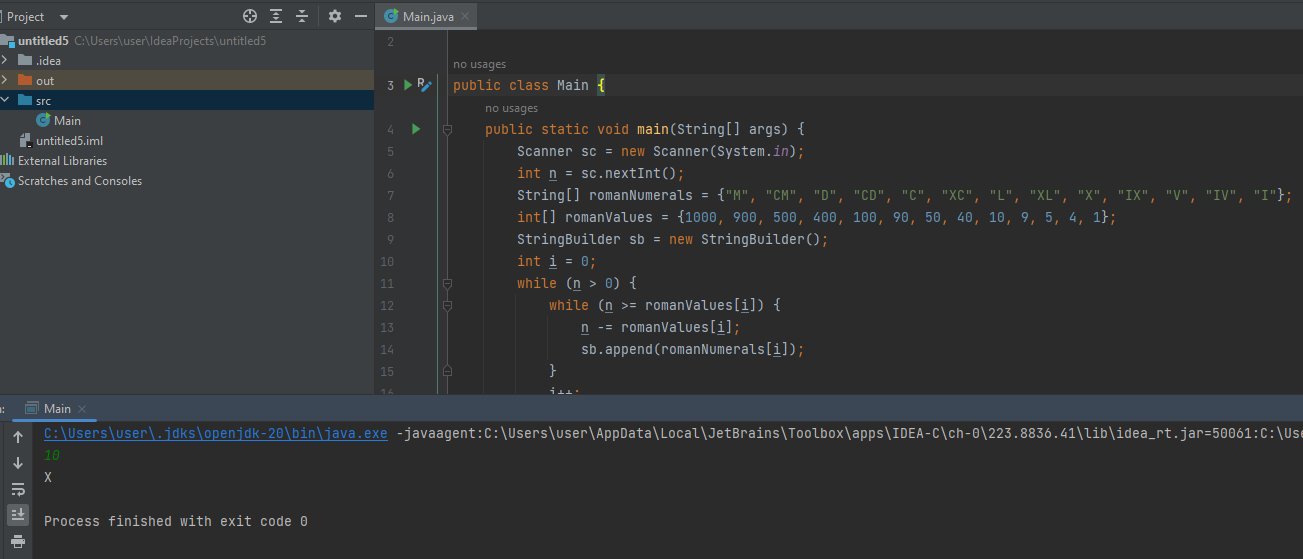 Project
Main.java
untitled5 C:\Users\user\IdeaProjects\untitled5
.idea
out
src
Main
untitled5.iml
External Libraries
Scratches and Consoles
2
no usages
3 public class Main {
no usages
4 public static void main(String[] args) {
5 Scanner sc = new Scanner(System.in);
6 int n = sc.nextInt();
7 String[] romanNumerals = {"M", "CM", "D", "CD", "C", "XC", "L", "XL", "X", "IX", "V", "IV", "I"};
8 int[] romanValues = {1000, 900, 500, 400, 100, 90, 50, 40, 10, 9, 5, 4, 1};
9 StringBuilder sb = new StringBuilder();
10 int i = 0;
11 while (n > 0) {
12 while (n >= romanValues[i]) {
13 n -= romanValues[i];
14 sb.append(romanNumerals[i]);
15 }
16 i++;
Main
C:\Users\user\.jdks\openjdk-20\bin\java.exe -javaagent:C:\Users\user\AppData\Local\JetBrains\Toolbox\apps\IDEA-C\ch-0\223.8836.41\lib\idea_rt.jar=50061:C:\Use
10
X
Process finished with exit code 0